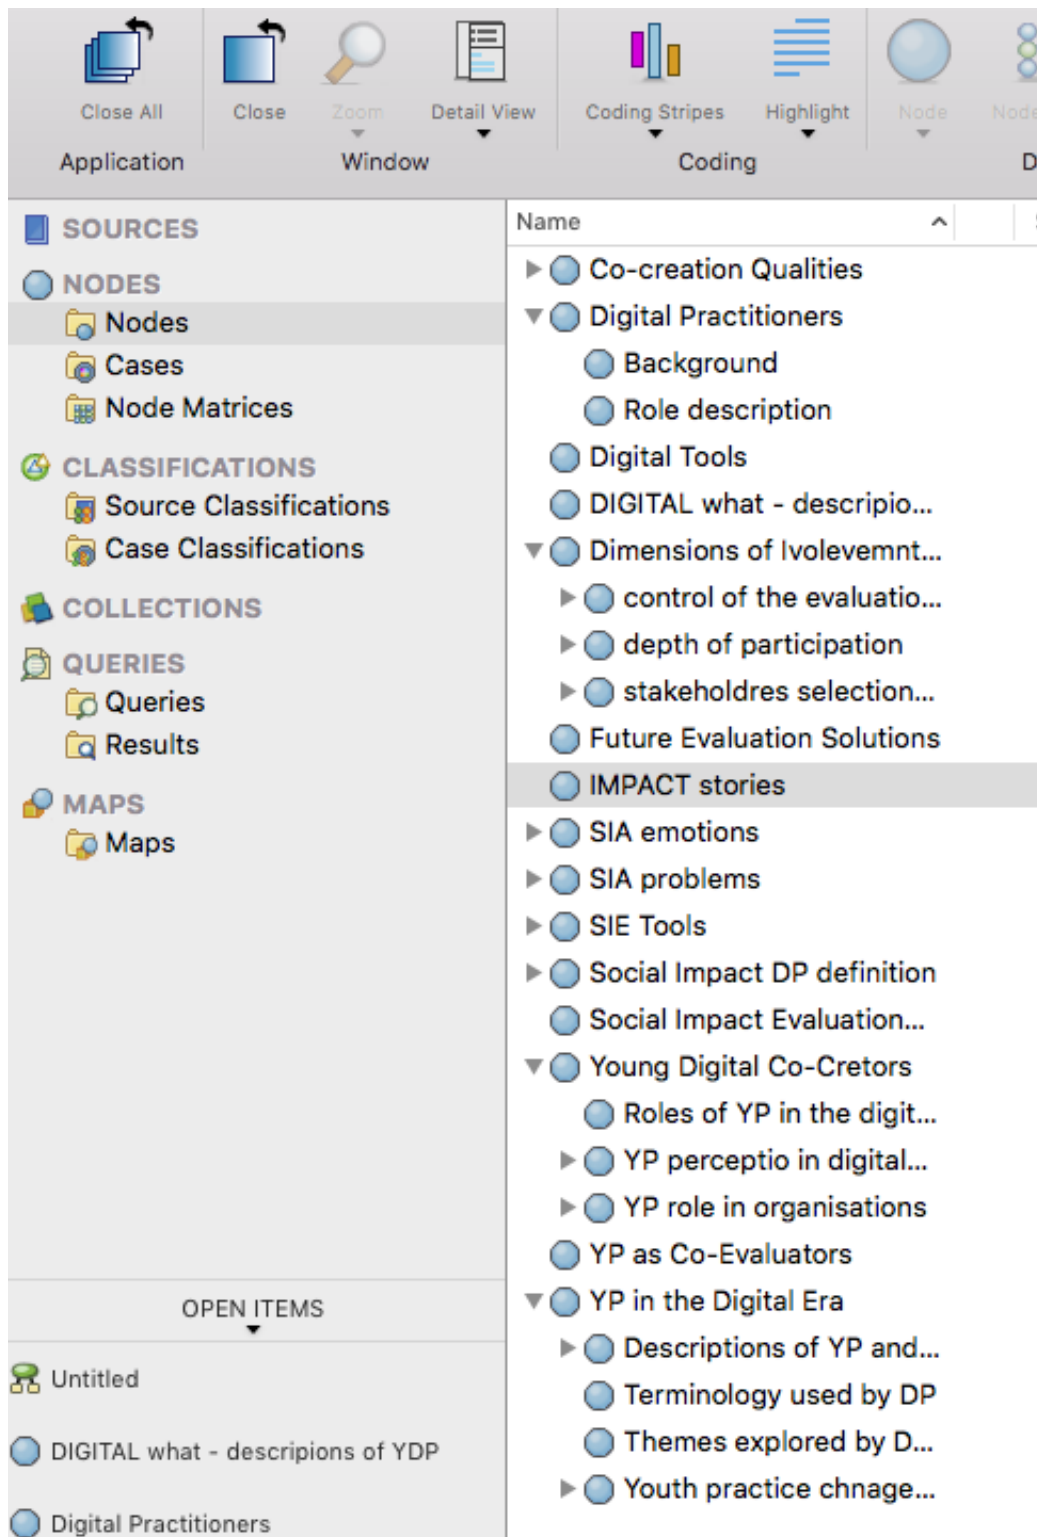 Close All
Close
Zoom
Detail View
Coding Stripes
Highlight
Node
Node
Application
Window
Coding
D
SOURCES
NODES
Nodes
Cases
Node Matrices
CLASSIFICATIONS
Source Classifications
Case Classifications
COLLECTIONS
QUERIES
Queries
Results
MAPS
Maps
OPEN ITEMS
Untitled
DIGITAL what - descripions of YDP
Digital Practitioners
Name
Co-creation Qualities
Digital Practitioners
Background
Role description
Digital Tools
DIGITAL what - descripio...
Dimensions of Ivolevemnt...
control of the evaluatio...
depth of participation
stakeholdres selection...
Future Evaluation Solutions
IMPACT stories
SIA emotions
SIA problems
SIE Tools
Social Impact DP definition
Social Impact Evaluation...
Young Digital Co-Cretors
Roles of YP in the digit...
YP perceptio in digital...
YP role in organisations
YP as Co-Evaluators
YP in the Digital Era
Descriptions of YP and...
Terminology used by DP
Themes explored by D...
Youth practice chnage...